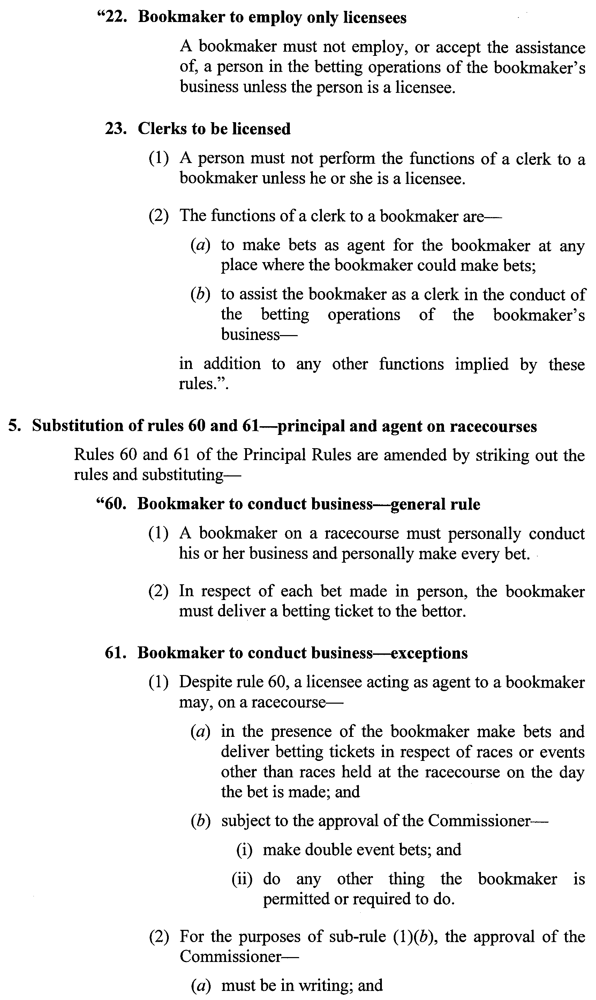 “22. Bookmaker to employ only licensees
A bookmaker must not employ, or accept the assistance
of, a person in the betting operations of the bookmaker’s
business unless the person is a licensee.
23. Clerks to be licensed
(1) A person must not perform the functions of a clerk to a
bookmaker unless he or she is a licensee.
(2) The functions of a clerk to a bookmaker are—
(a) to make bets as agent for the bookmaker at any
place where the bookmaker could make bets;
(b) to assist the bookmaker as a clerk in the conduct of
the betting operations of the bookmaker’s
business—
in addition to any other functions implied by these
rules.”.
5. Substitution of rules 60 and 61—principal and agent on racecourses
Rules 60 and 61 of the Principal Rules are amended by striking out the
rules and substituting—
“60. Bookmaker to conduct business—general rule
(1) A bookmaker on a racecourse must personally conduct
his or her business and personally make every bet.
(2) In respect of each bet made in person, the bookmaker
must deliver a betting ticket to the bettor.
61. Bookmaker to conduct business—exceptions
(1) Despite rule 60, a licensee acting as agent to a bookmaker
may, on a racecourse—
(a) in the presence of the bookmaker make bets and
deliver betting tickets in respect of races or events
other than races held at the racecourse on the day
the bet is made; and
(b) subject to the approval of the Commissioner—
(i) make double event bets; and
(ii) do any other thing the bookmaker is
permitted or required to do.
(2) For the purposes of sub-rule (1)(b), the approval of the
Commissioner—
(a) must be in writing; and